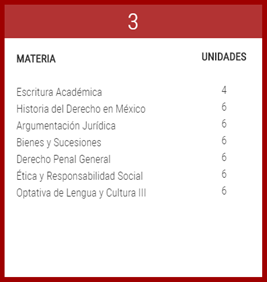 3
MATERIA UNIDADES
Escritura Académica 4
Historia del Derecho en México 6
Argumentación Jurídica 6
Bienes y Sucesiones 6
Derecho Penal General 6
Ética y Responsabilidad Social 6
Optativa de Lengua y Cultura III 6